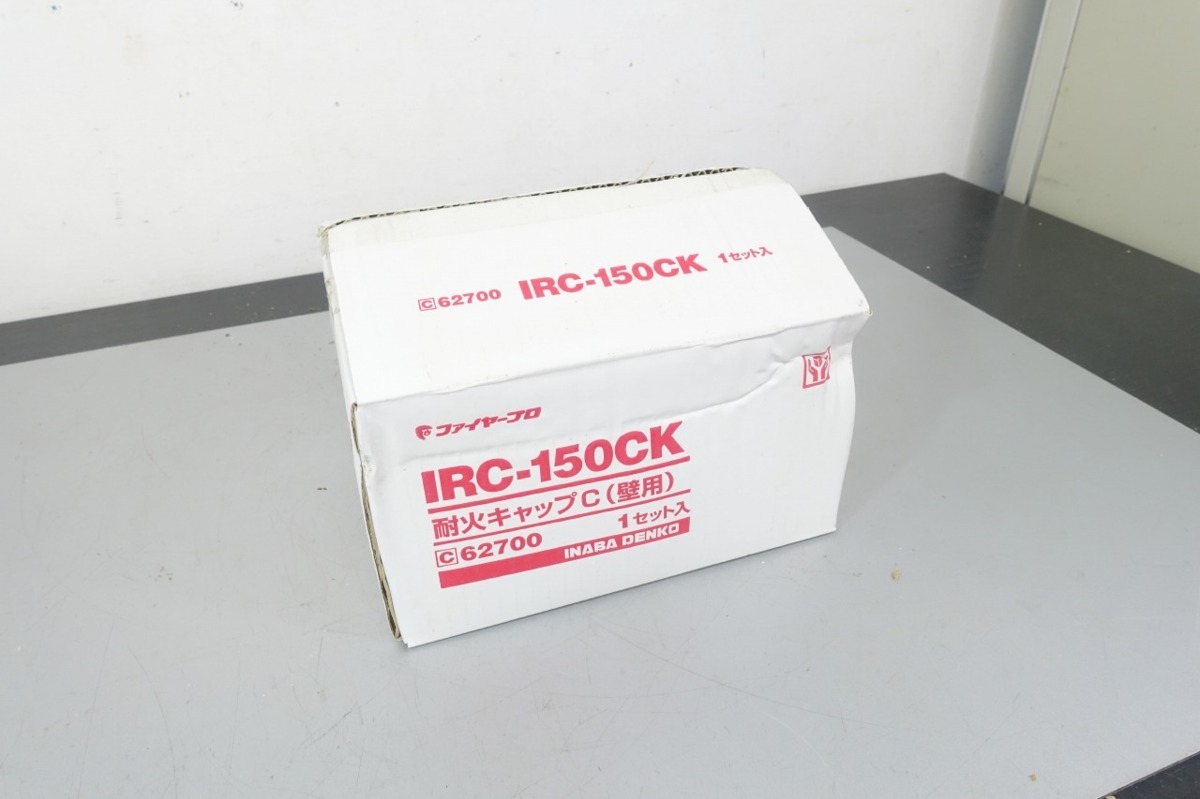 C 62700 IRC-150CK 1セット入
ファイヤープロ
IRC-150CK
耐火キャップC(壁用)
C 62700 1セット入
INABA DENKO